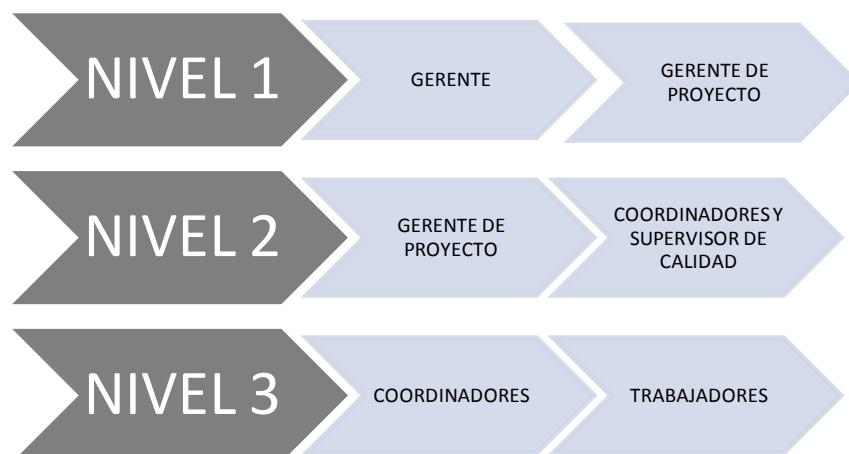 NIVEL 1
GERENTE
GERENTE DE
PROYECTO
NIVEL 2
GERENTE DE
PROYECTO
COORDINADORES Y
SUPERVISOR DE
CALIDAD
NIVEL 3
COORDINADORES
TRABAJADORES